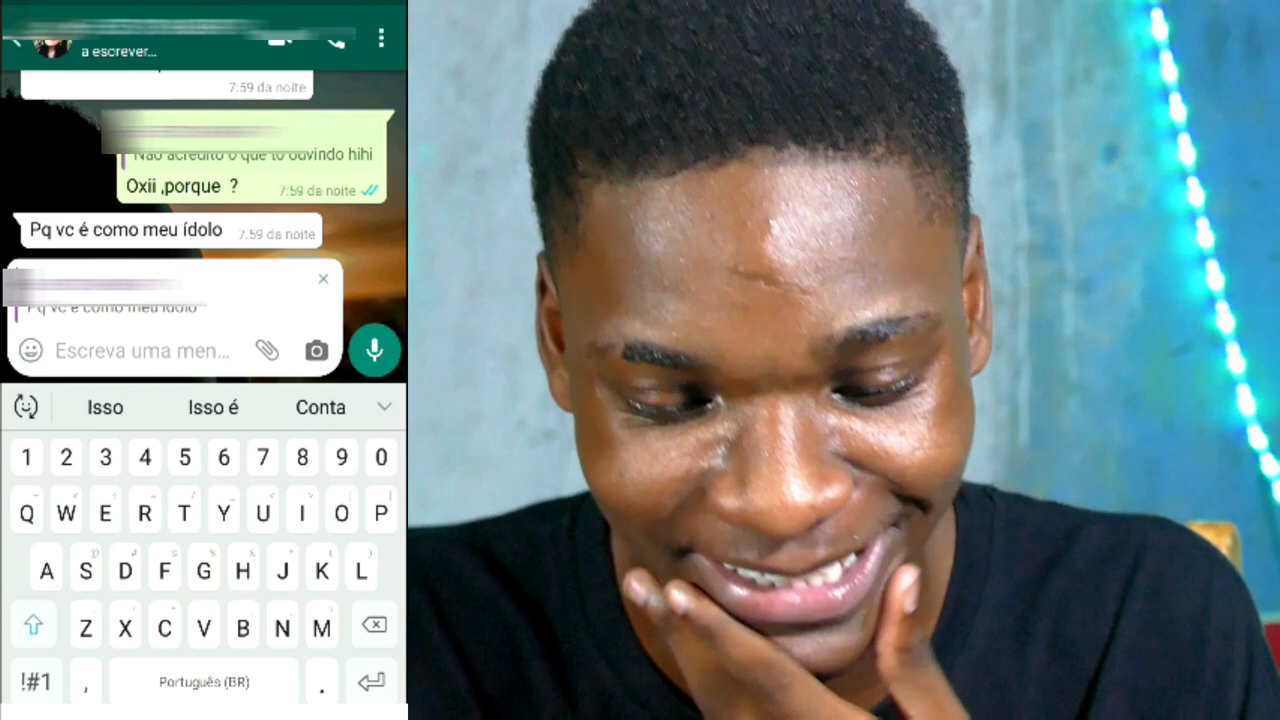 a escrever...
7:59 da noite
Não acredito o que to ouvindo hihi
Oxii ,porque ?
7:59 da noite
Pq vc é como meu ídolo
7:59 da noite
Pq vc é como meu ídolo
Escreva uma men...
Isso Isso é Conta
1 2 3 4 5 6 7 8 9 0
Q W E R T Y U I O P
A S D F G H J K L
Z X C V B N M
!#1 , Português (BR) .